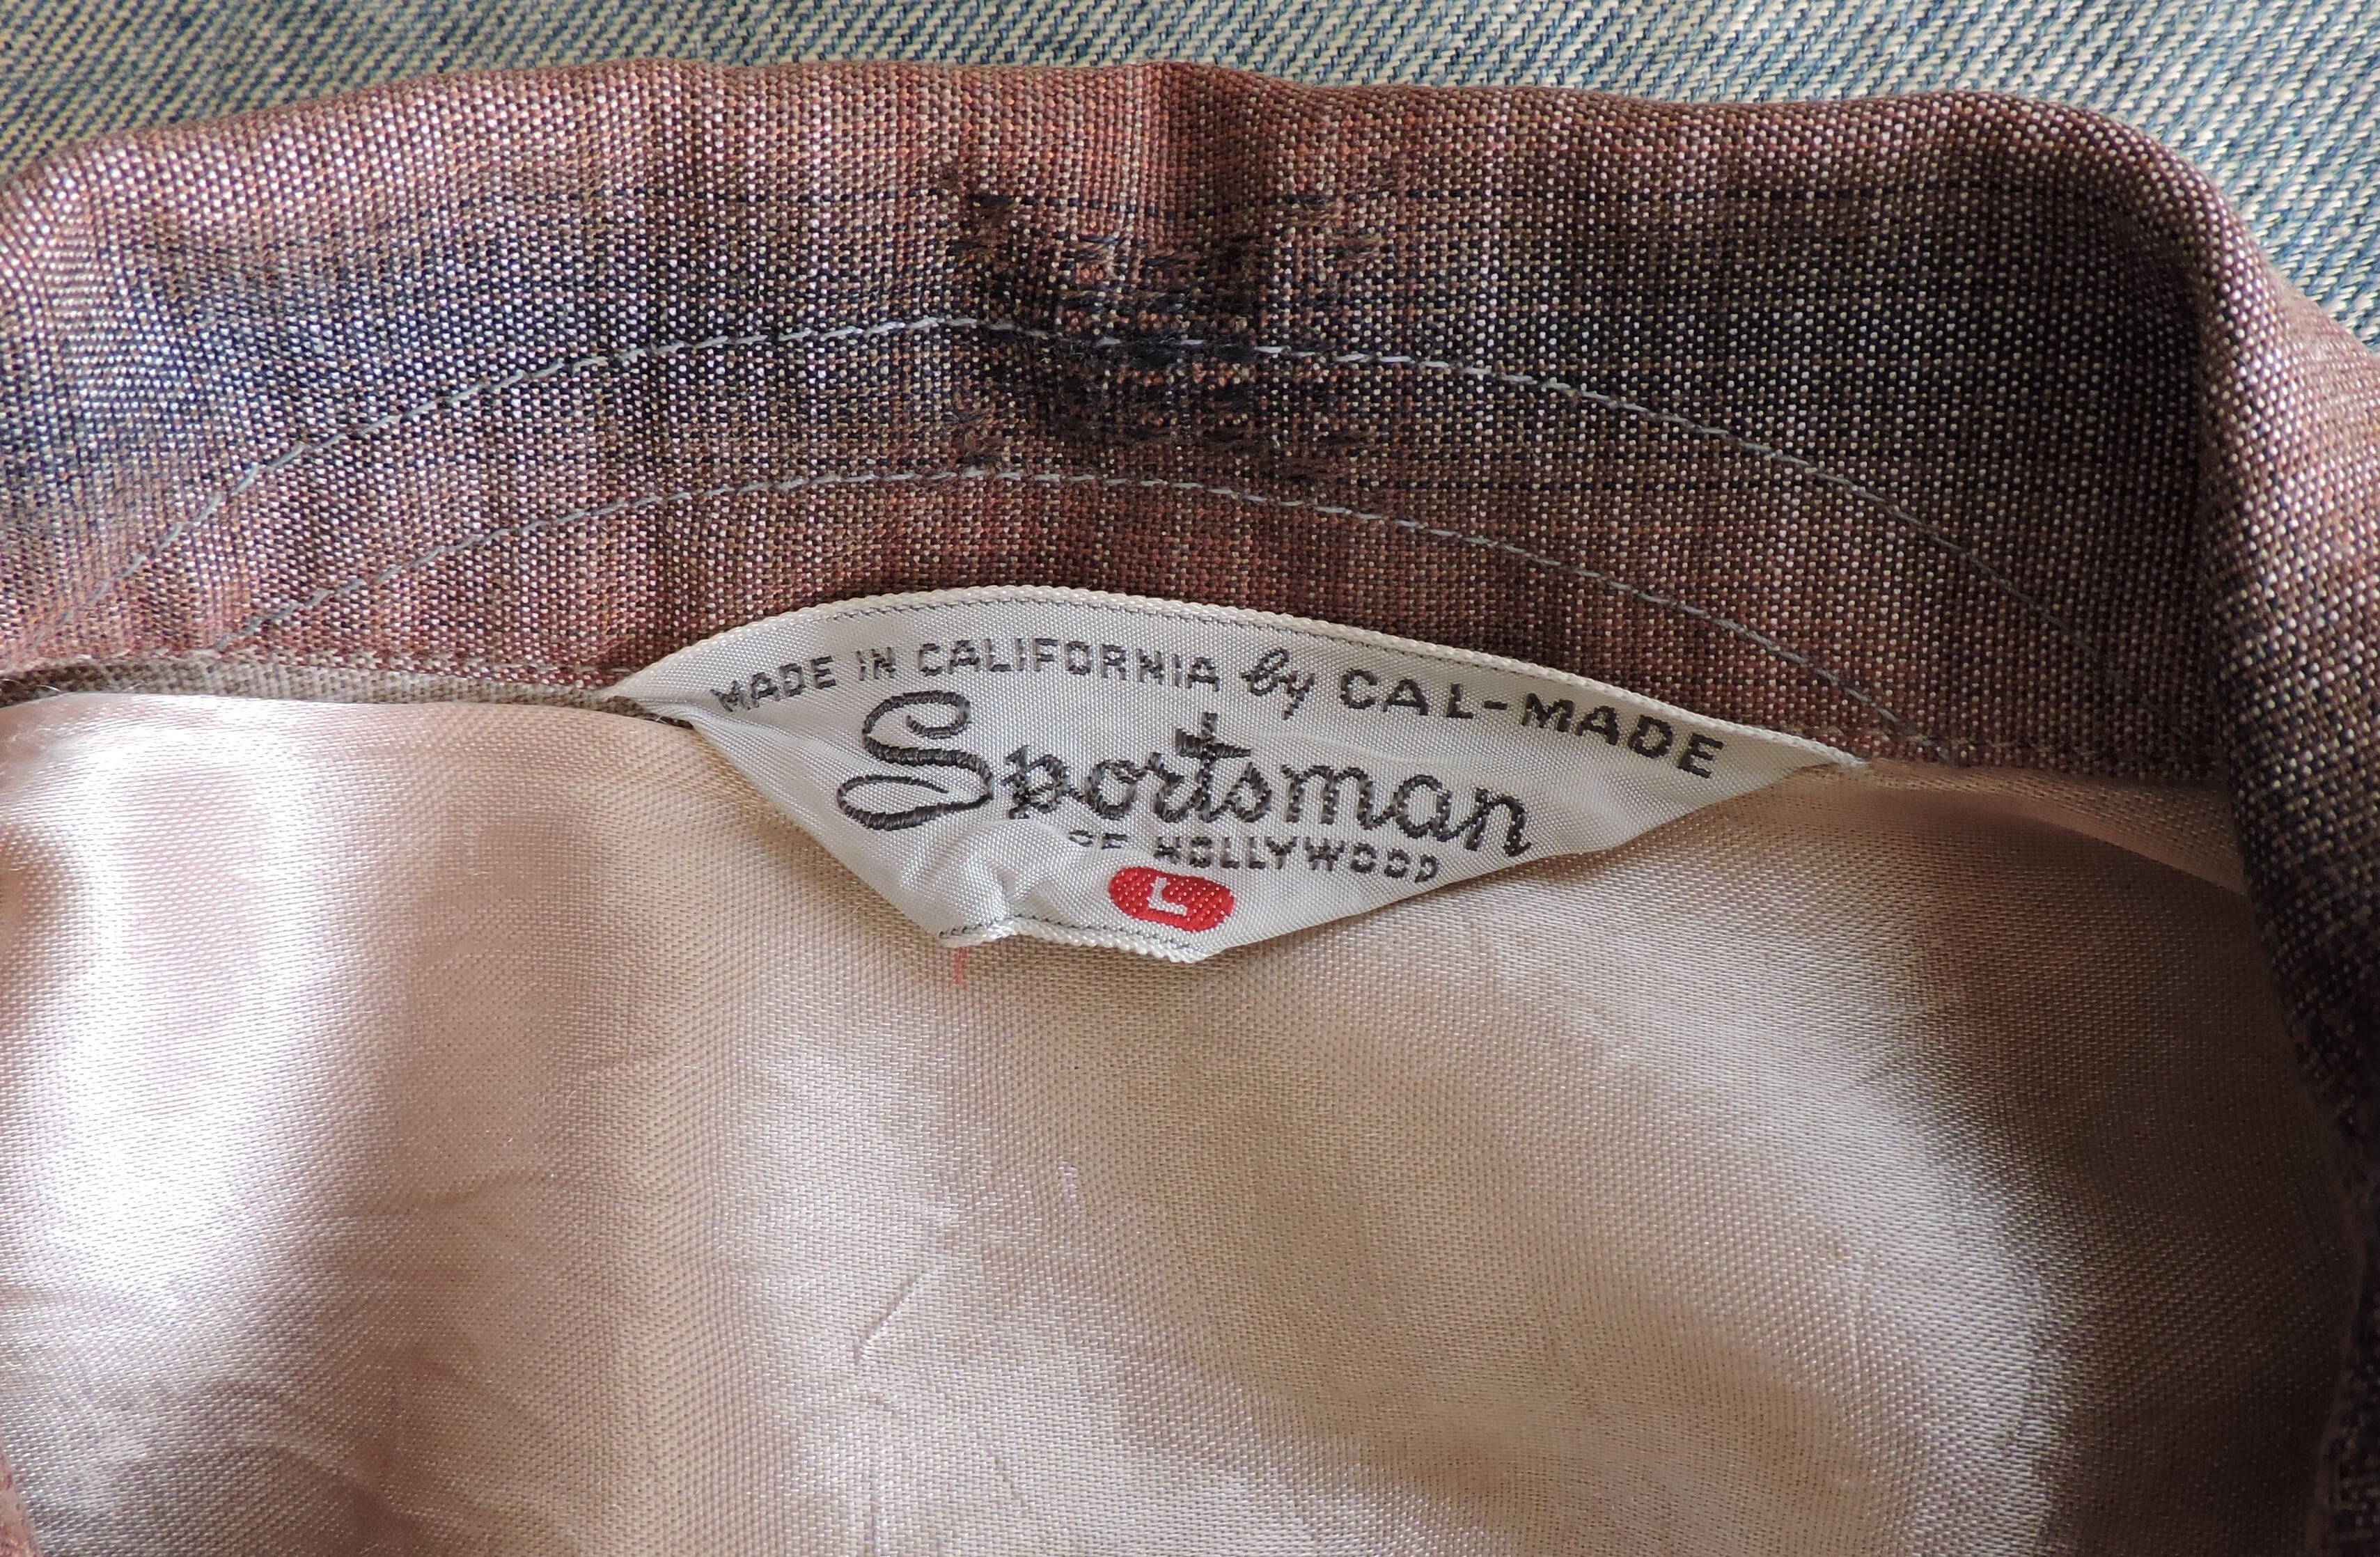 MADE IN CALIFORNIA by CAL-MADE
Sportsman
OF HOLLYWOOD
L